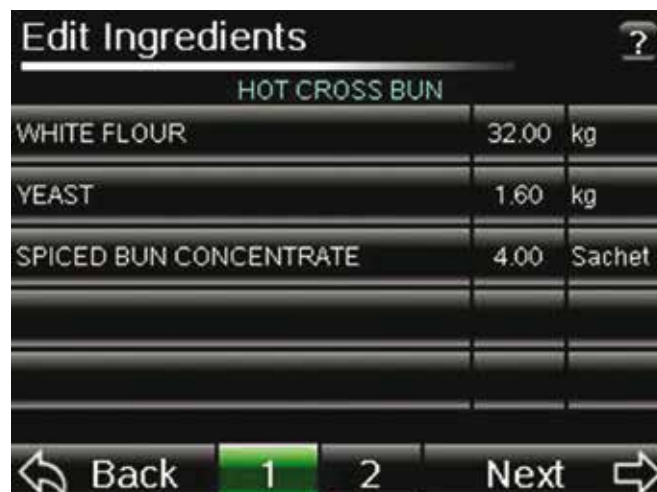 Edit Ingredients ?
HOT CROSS BUN
WHITE FLOUR 32.00 kg
YEAST 1.60 kg
SPICED BUN CONCENTRATE 4.00 Sachet
Back 1 2 Next